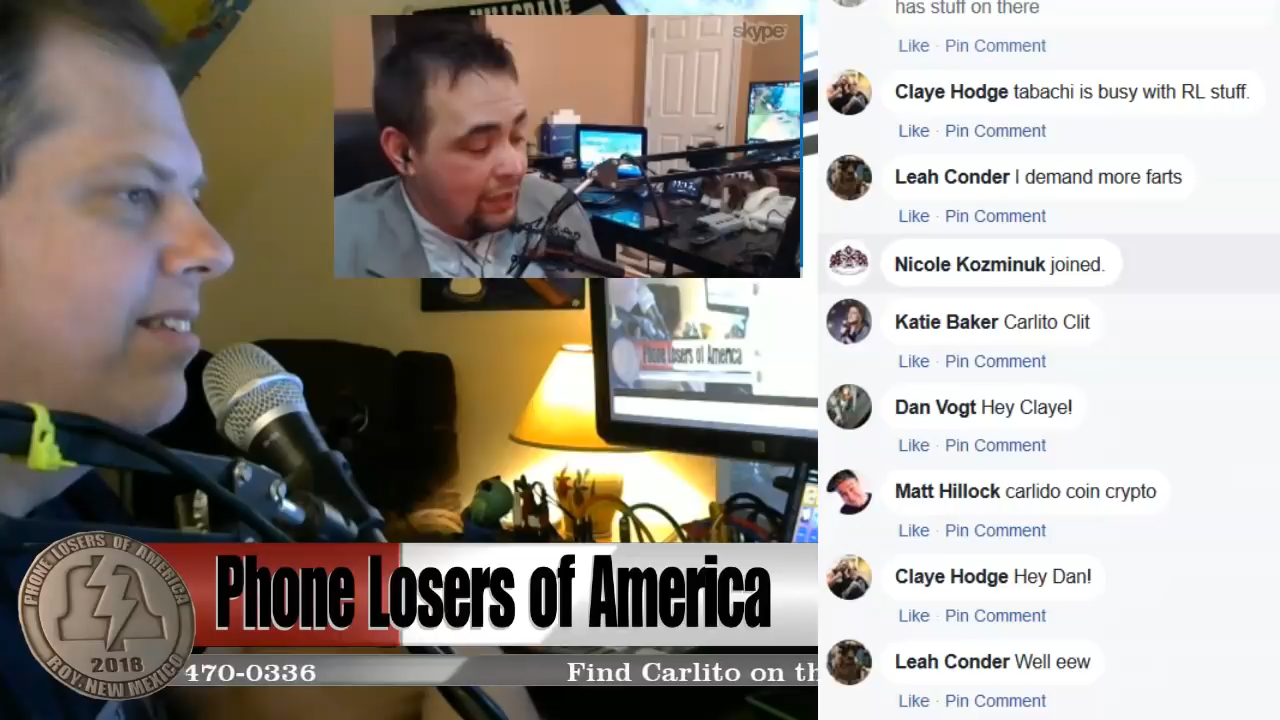 HILLSDALE
skype
Phone Losers of America
Phone Losers of America
PHONE LOSERS OF AMERICA
2018
ROY, NEW MEXICO
470-0336
Find Carlito on th
has stuff on there
Like · Pin Comment
Claye Hodge tabachi is busy with RL stuff.
Like · Pin Comment
Leah Conder I demand more farts
Like · Pin Comment
Nicole Kozminuk joined.
Katie Baker Carlito Clit
Like · Pin Comment
Dan Vogt Hey Claye!
Like · Pin Comment
Matt Hillock carlido coin crypto
Like · Pin Comment
Claye Hodge Hey Dan!
Like · Pin Comment
Leah Conder Well eew
Like · Pin Comment